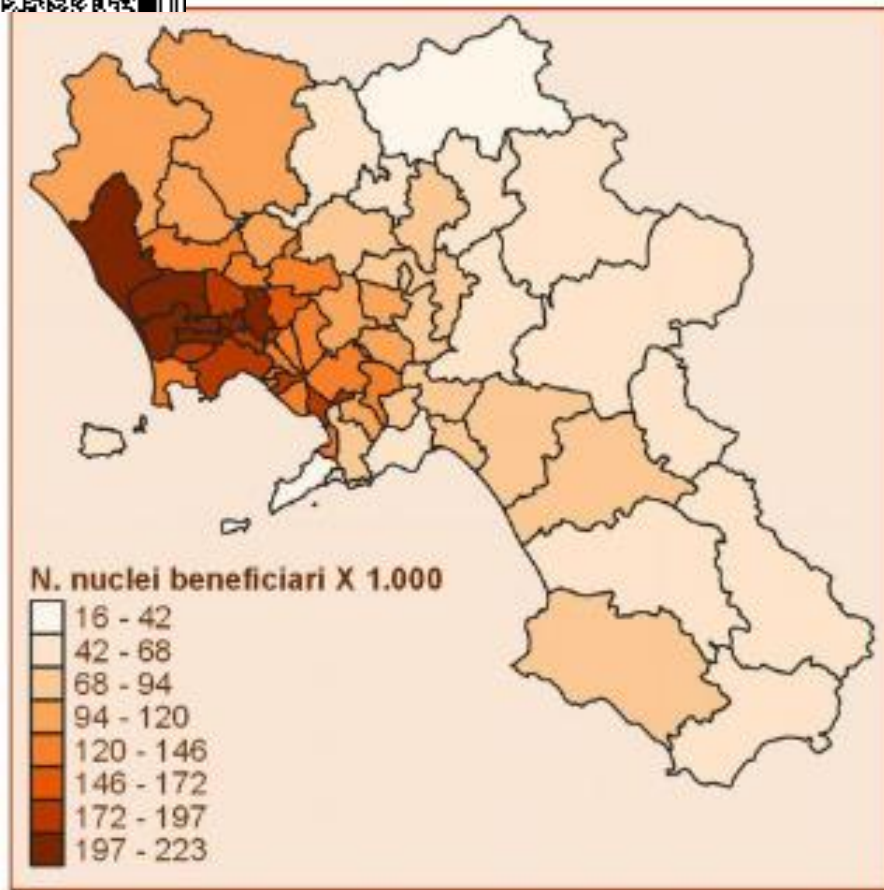 N. nuclei beneficiari X 1.000
16 - 42
42 - 68
68 - 94
94 - 120
120 - 146
146 - 172
172 - 197
197 - 223